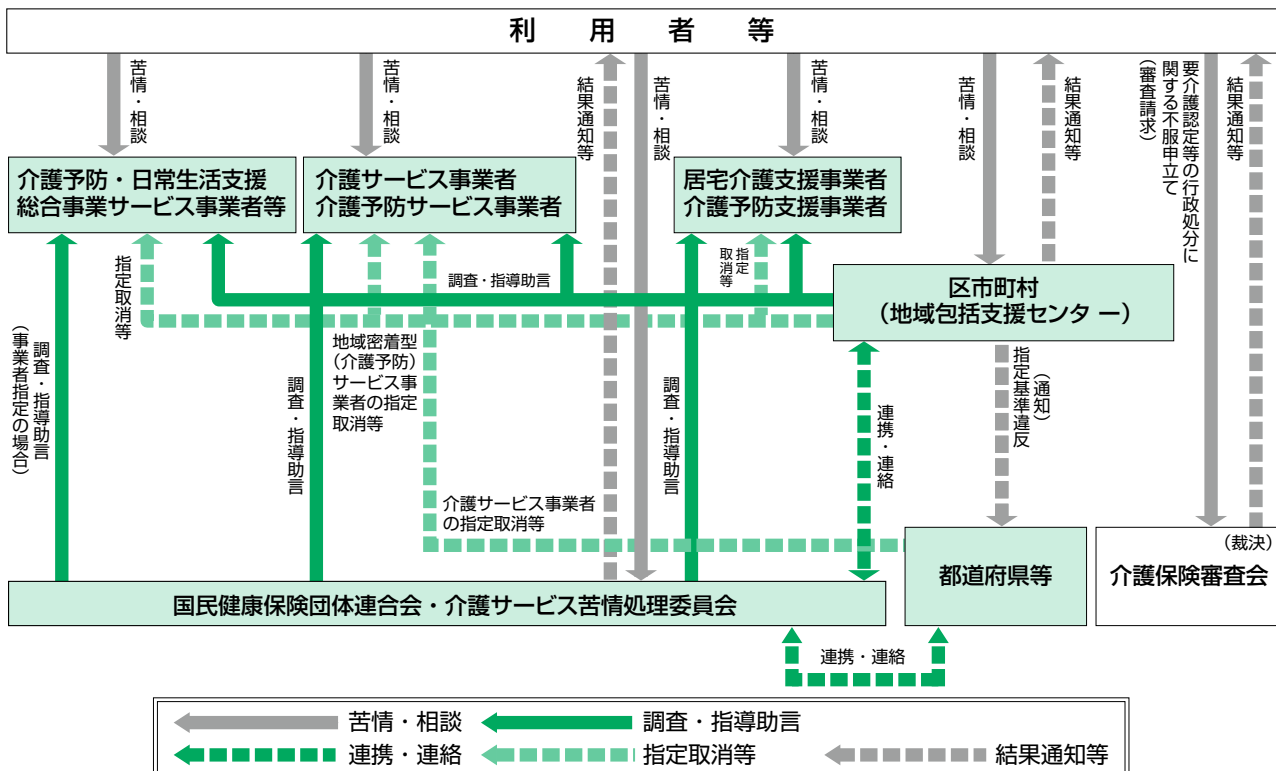 利用者等
苦情・相談
苦情・相談
結果通知等
苦情・相談
苦情・相談
苦情・相談
結果通知等
要介護認定等の行政処分に
関する不服申立て
（審査請求）
結果通知等
介護予防・日常生活支援
総合事業サービス事業者等
介護サービス事業者
介護予防サービス事業者
居宅介護支援事業者
介護予防支援事業者
指定取消等
調査・指導助言
指定
取消等
区市町村
（地域包括支援センター）
調査・指導助言
（事業者指定の場合）
地域密着型
（介護予防）
サービス事
業者の指定
取消等
調査・指導助言
調査・指導助言
連携・連絡
（通知）
指定基準違反
介護サービス事業者
の指定取消等
都道府県等
（裁決）
介護保険審査会
国民健康保険団体連合会・介護サービス苦情処理委員会
連携・連絡
苦情・相談
調査・指導助言
連携・連絡
指定取消等
結果通知等